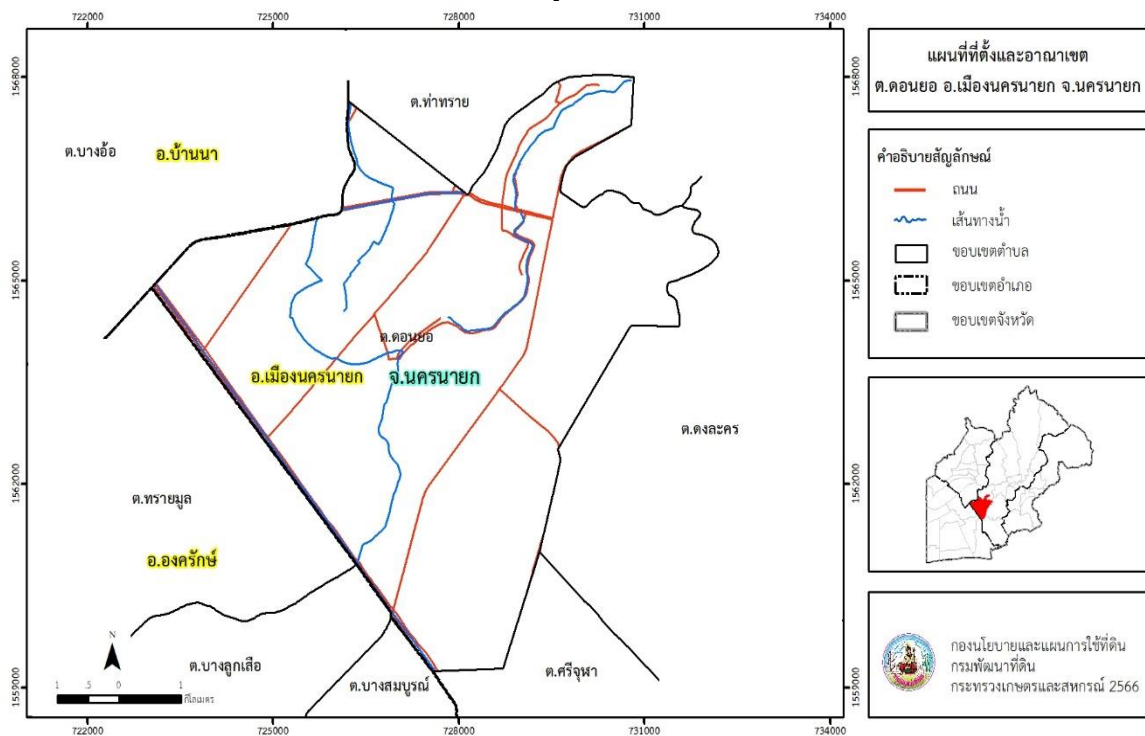 722000 725000 728000 731000 734000
1568000
1568000
ต.ท่าทราย
ต.บางอ้อ
อ.บ้านนา
1565000
1565000
ต.ดอนยอ
อ.เมืองนครนายก
จ.นครนายก
ต.ดงละคร
1562000
1562000
ต.ทรายมูล
อ.องครักษ์
N
ต.บางลูกเสือ
ต.บางสมบูรณ์
ต.ศรีจุฬา
1559000
1559000
1 .5 0 1
กิโลเมตร
722000 725000 728000 731000 734000
แผนที่ที่ตั้งและอาณาเขต
ต.ดอนยอ อ.เมืองนครนายก จ.นครนายก
คำอธิบายสัญลักษณ์
ถนน
เส้นทางน้ำ
ขอบเขตตำบล
ขอบเขตอำเภอ
ขอบเขตจังหวัด
กองนโยบายและแผนการใช้ที่ดิน
กรมพัฒนาที่ดิน
กระทรวงเกษตรและสหกรณ์ 2566